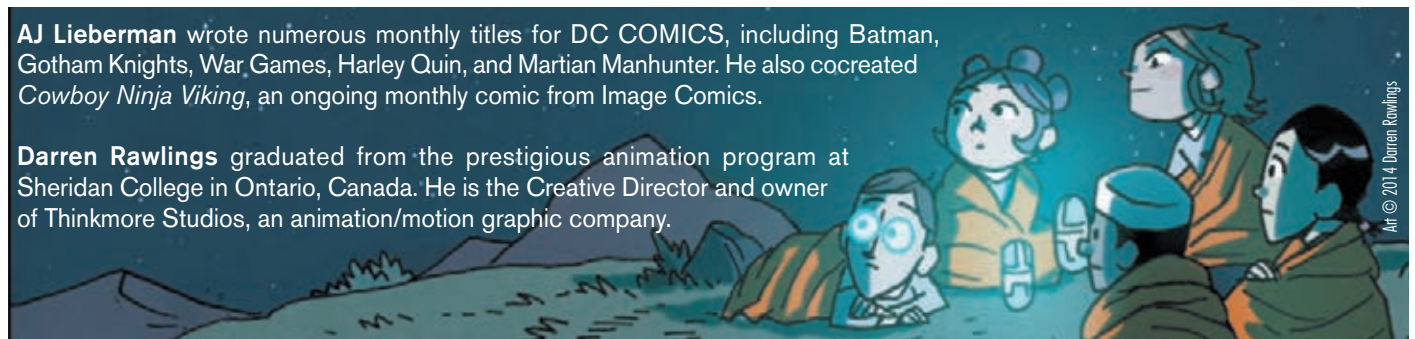 AJ Lieberman wrote numerous monthly titles for DC COMICS, including Batman,
Gotham Knights, War Games, Harley Quin, and Martian Manhunter. He also cocreated
Cowboy Ninja Viking, an ongoing monthly comic from Image Comics.
Darren Rawlings graduated from the prestigious animation program at
Sheridan College in Ontario, Canada. He is the Creative Director and owner
of Thinkmore Studios, an animation/motion graphic company.
Art © 2014 Darren Rawlings